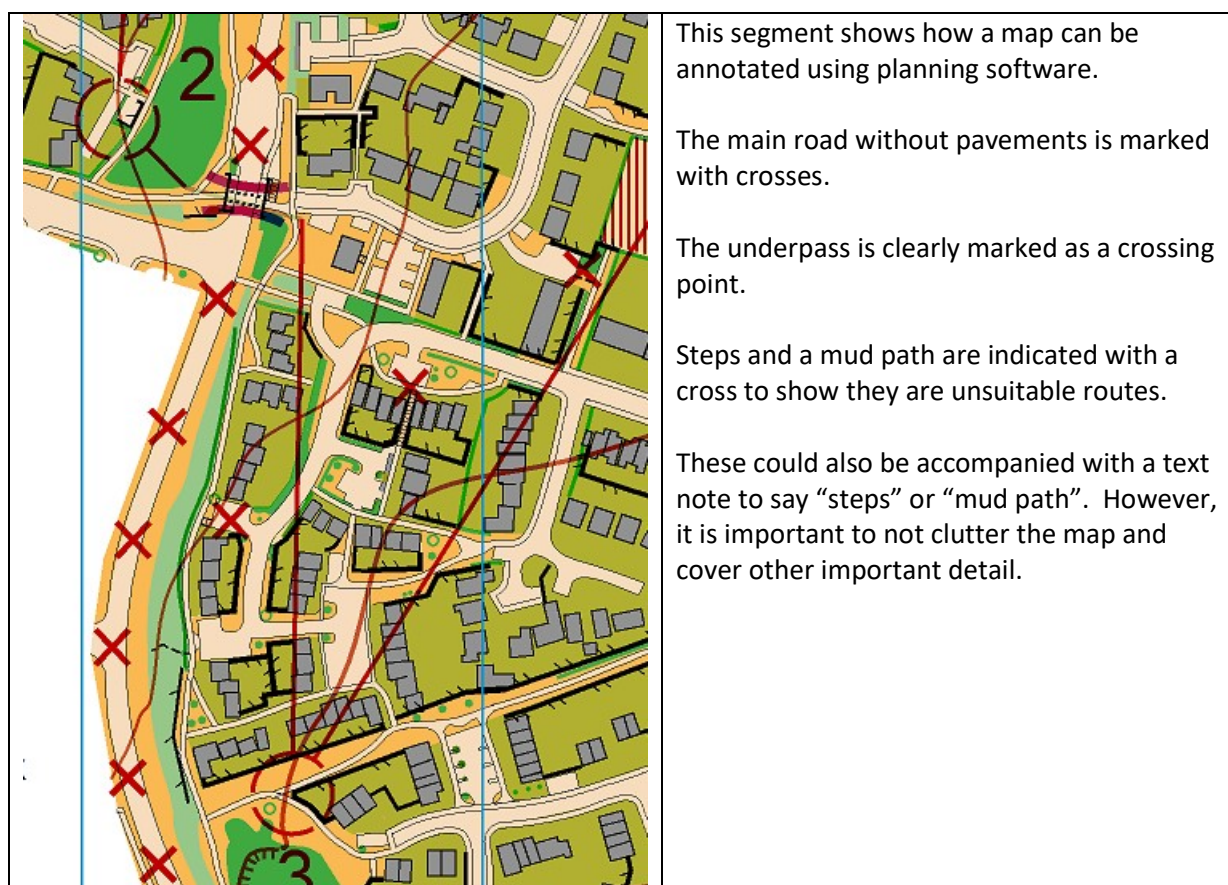 2
3
This segment shows how a map can be
annotated using planning software.
The main road without pavements is marked
with crosses.
The underpass is clearly marked as a crossing
point.
Steps and a mud path are indicated with a
cross to show they are unsuitable routes.
These could also be accompanied with a text
note to say “steps” or “mud path”.  However,
it is important to not clutter the map and
cover other important detail.